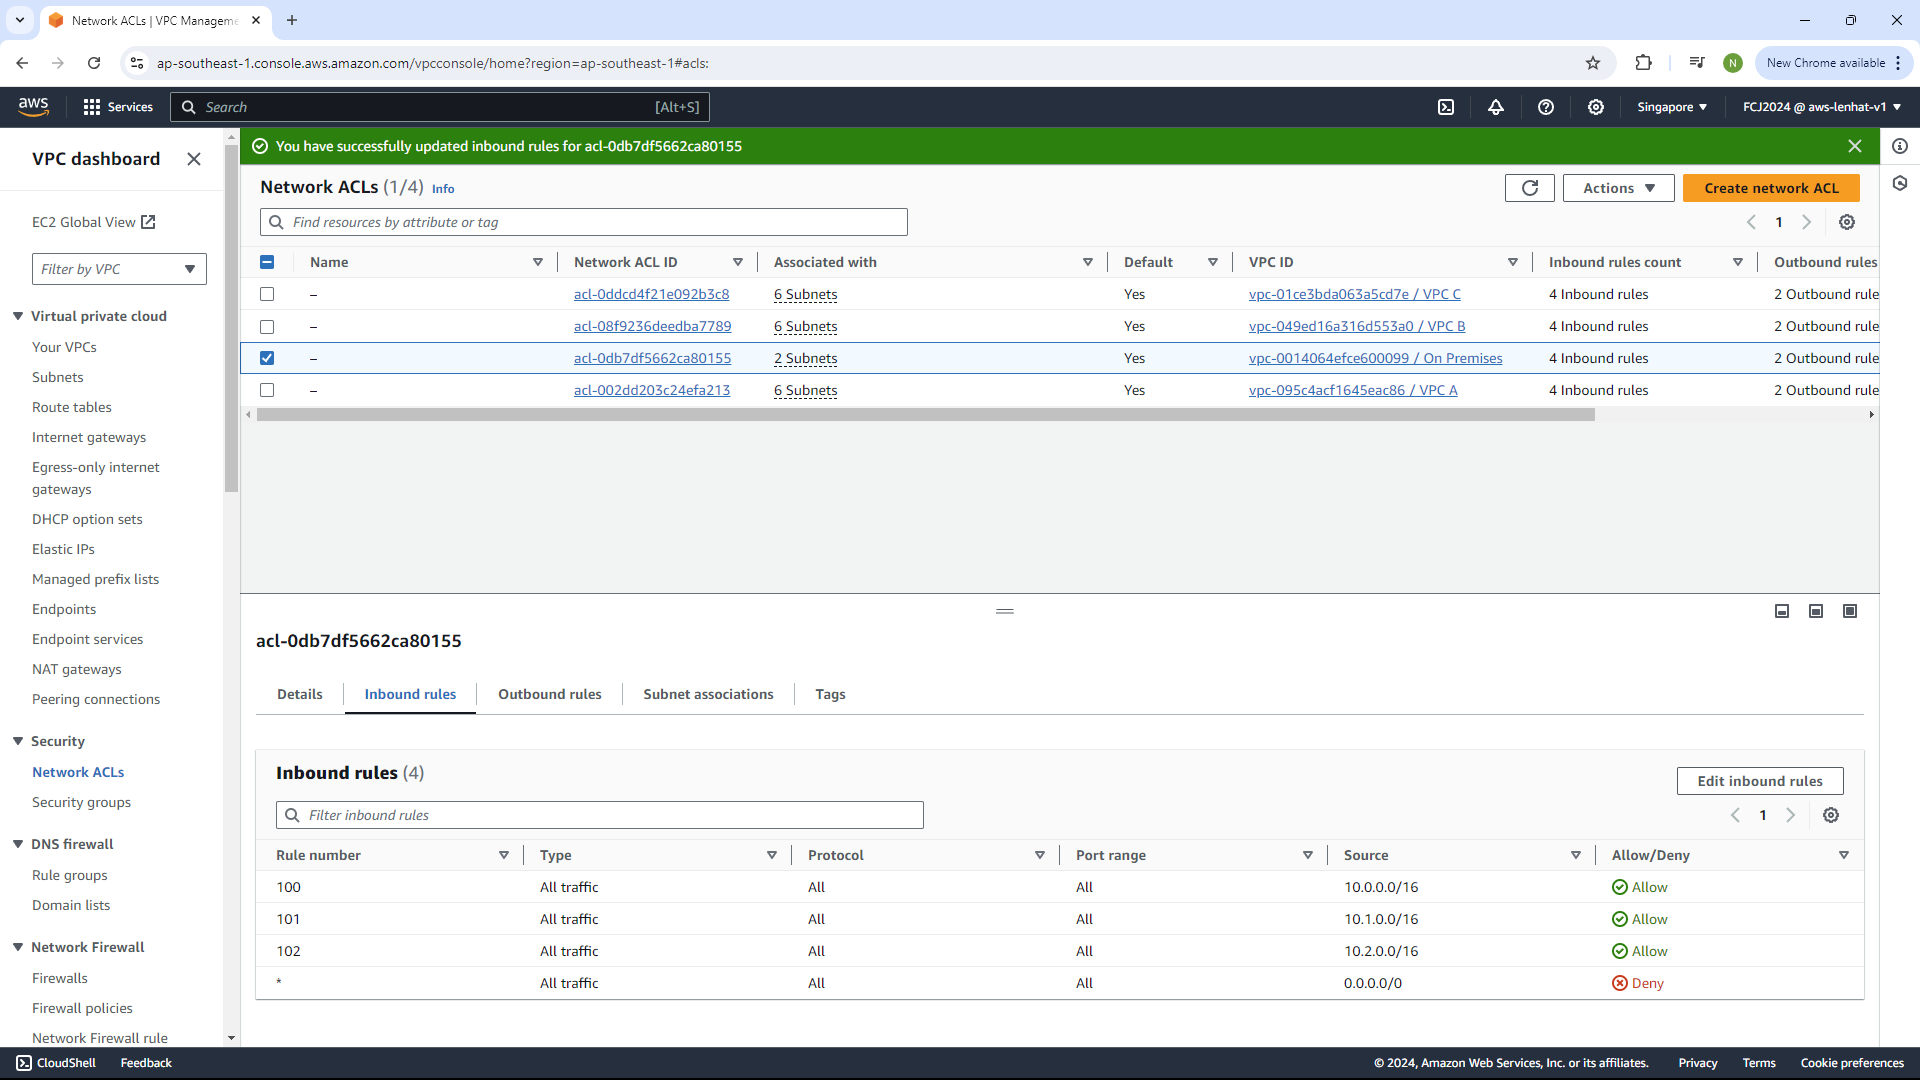 Network ACLs | VPC Manageme
ap-southeast-1.console.aws.amazon.com/vpcconsole/home?region=ap-southeast-1#acls:
N
New Chrome available
aws
Services
Search
[Alt+S]
Singapore
FCJ2024 @ aws-lenhat-v1
VPC dashboard
EC2 Global View
Filter by VPC
Virtual private cloud
Your VPCs
Subnets
Route tables
Internet gateways
Egress-only internet
gateways
DHCP option sets
Elastic IPs
Managed prefix lists
Endpoints
Endpoint services
NAT gateways
Peering connections
Security
Network ACLs
Security groups
DNS firewall
Rule groups
Domain lists
Network Firewall
Firewalls
Firewall policies
Network Firewall rule
You have successfully updated inbound rules for acl-0db7df5662ca80155
Network ACLs (1/4) Info
Actions
Create network ACL
Find resources by attribute or tag
1
Name Network ACL ID Associated with Default VPC ID Inbound rules count Outbound rules
– acl-0ddcd4f21e092b3c8 6 Subnets Yes vpc-01ce3bda063a5cd7e / VPC C 4 Inbound rules 2 Outbound rule
– acl-08f9236deedba7789 6 Subnets Yes vpc-049ed16a316d553a0 / VPC B 4 Inbound rules 2 Outbound rule
– acl-0db7df5662ca80155 2 Subnets Yes vpc-0014064efce600099 / On Premises 4 Inbound rules 2 Outbound rule
– acl-002dd203c24efa213 6 Subnets Yes vpc-095c4acf1645eac86 / VPC A 4 Inbound rules 2 Outbound rule
acl-0db7df5662ca80155
Details Inbound rules Outbound rules Subnet associations Tags
Inbound rules (4)
Edit inbound rules
Filter inbound rules
1
Rule number Type Protocol Port range Source Allow/Deny
100 All traffic All All 10.0.0.0/16 Allow
101 All traffic All All 10.1.0.0/16 Allow
102 All traffic All All 10.2.0.0/16 Allow
* All traffic All All 0.0.0.0/0 Deny
CloudShell Feedback © 2024, Amazon Web Services, Inc. or its affiliates. Privacy Terms Cookie preferences